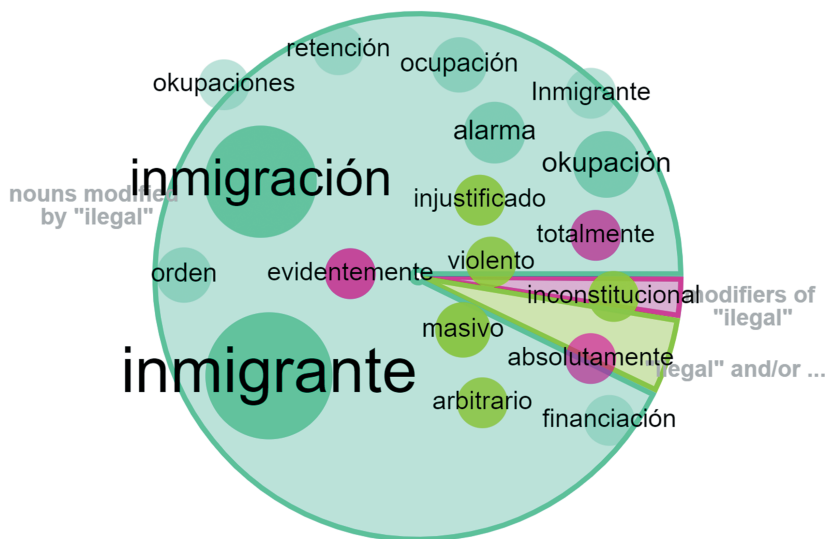 retención
ocupación
okupaciones
Inmigrante
alarma
inmigración
okupación
nouns modified
by "ilegal"
injustificado
totalmente
violento
orden
evidentemente
inconstitucional
modifiers of
"ilegal"
masivo
absolutamente
"ilegal" and/or ...
inmigrante
arbitrario
financiación